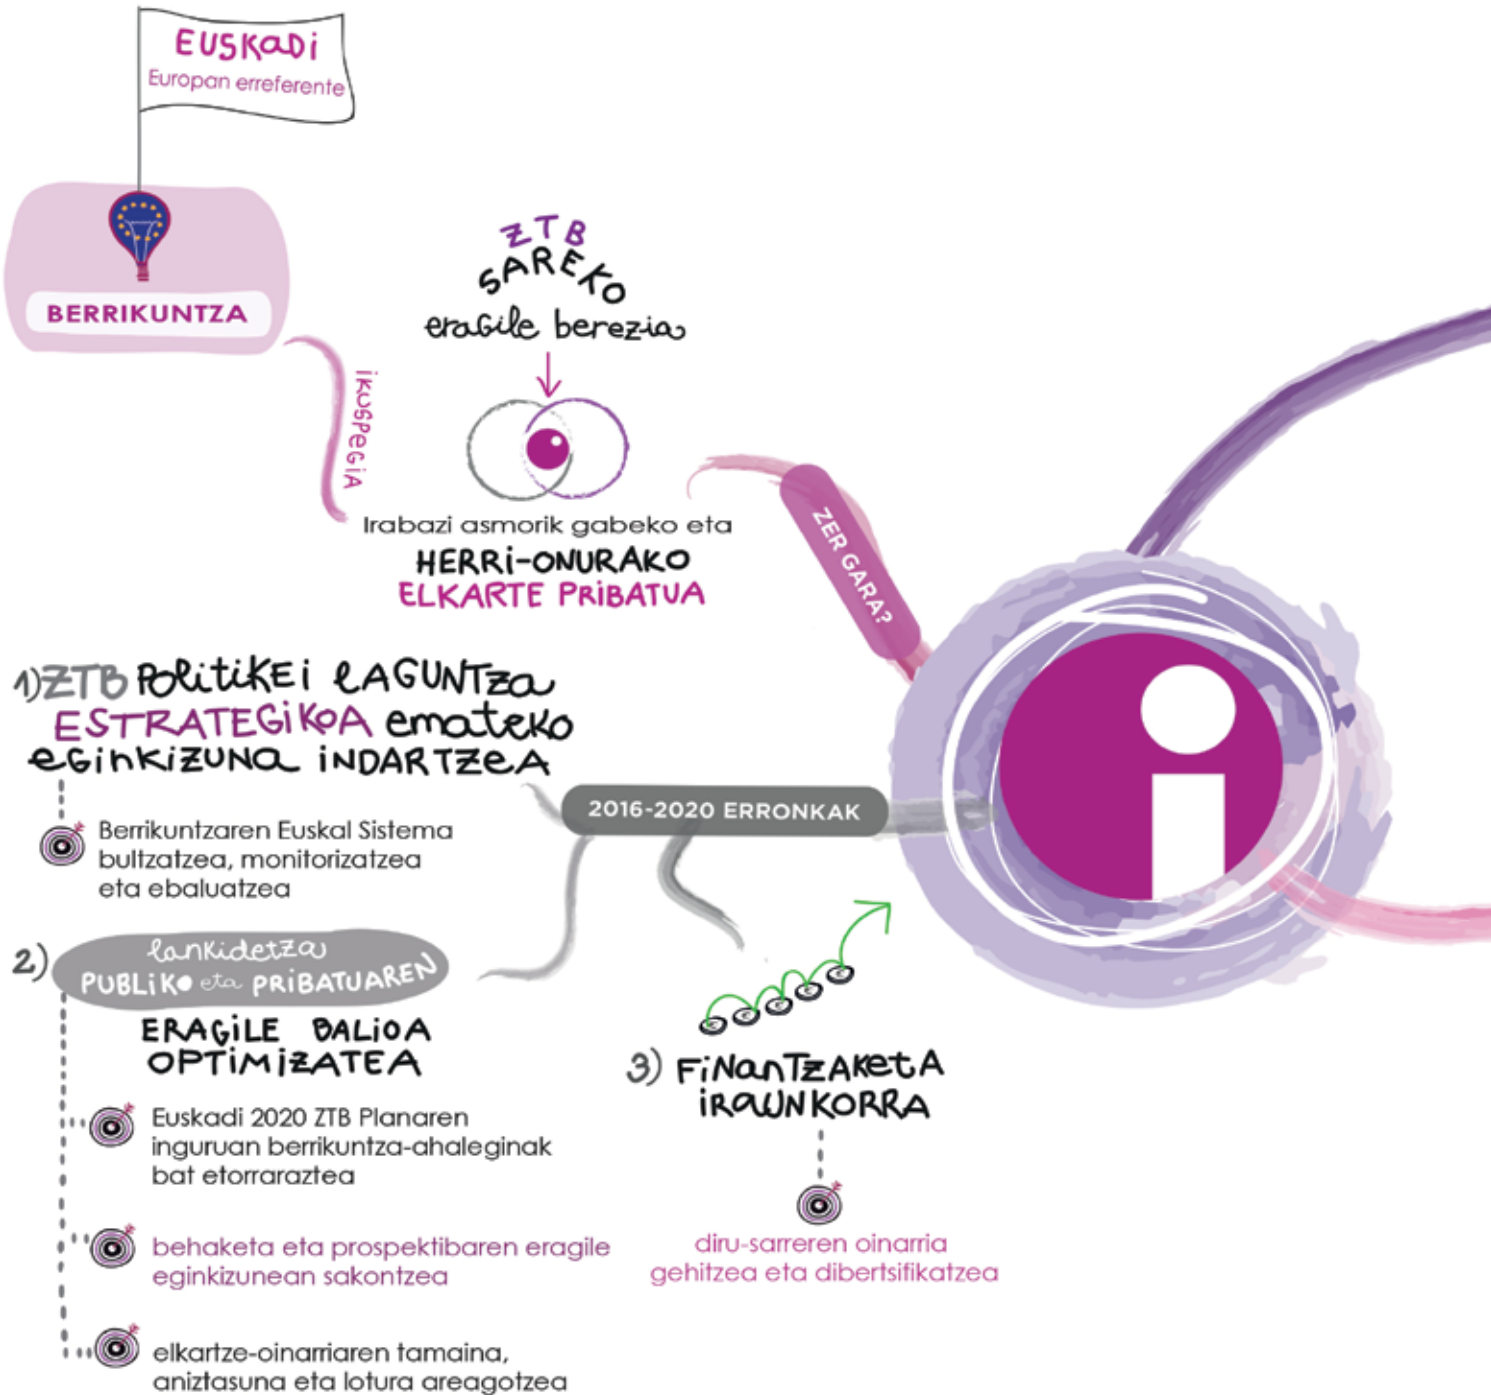 EUSKADI
Europan erreferente
BERRIKUNTZA
IKUSPEGIA
ZTB
SAREKO
eragile berezia
Irabazi asmorik gabeko eta
HERRI-ONURAKO
ELKARTE PRIBATUA
ZER GARA?
i
1) ZTB POLITIKEI LAGUNTZA
ESTRATEGIKOA emateko
eginkizuna INDARTZEA
Berrikuntzaren Euskal Sistema
bultzatzea, monitorizatzea
eta ebaluatzea
2016-2020 ERRONKAK
2) lankidetza
PUBLIKO eta PRIBATUAREN
ERAGILE BALIOA
OPTIMIZATEA
Euskadi 2020 ZTB Planaren
inguruan berrikuntza-ahaleginak
bat etorraraztea
behaketa eta prospektibaren eragile
eginkizunean sakontzea
elkartze-oinarriaren tamaina,
aniztasuna eta lotura areagotzea
€ € € € €
3) FINANTZAKETA
IRAUNKORRA
diru-sarreren oinarria
gehitzea eta dibertsifikatzea